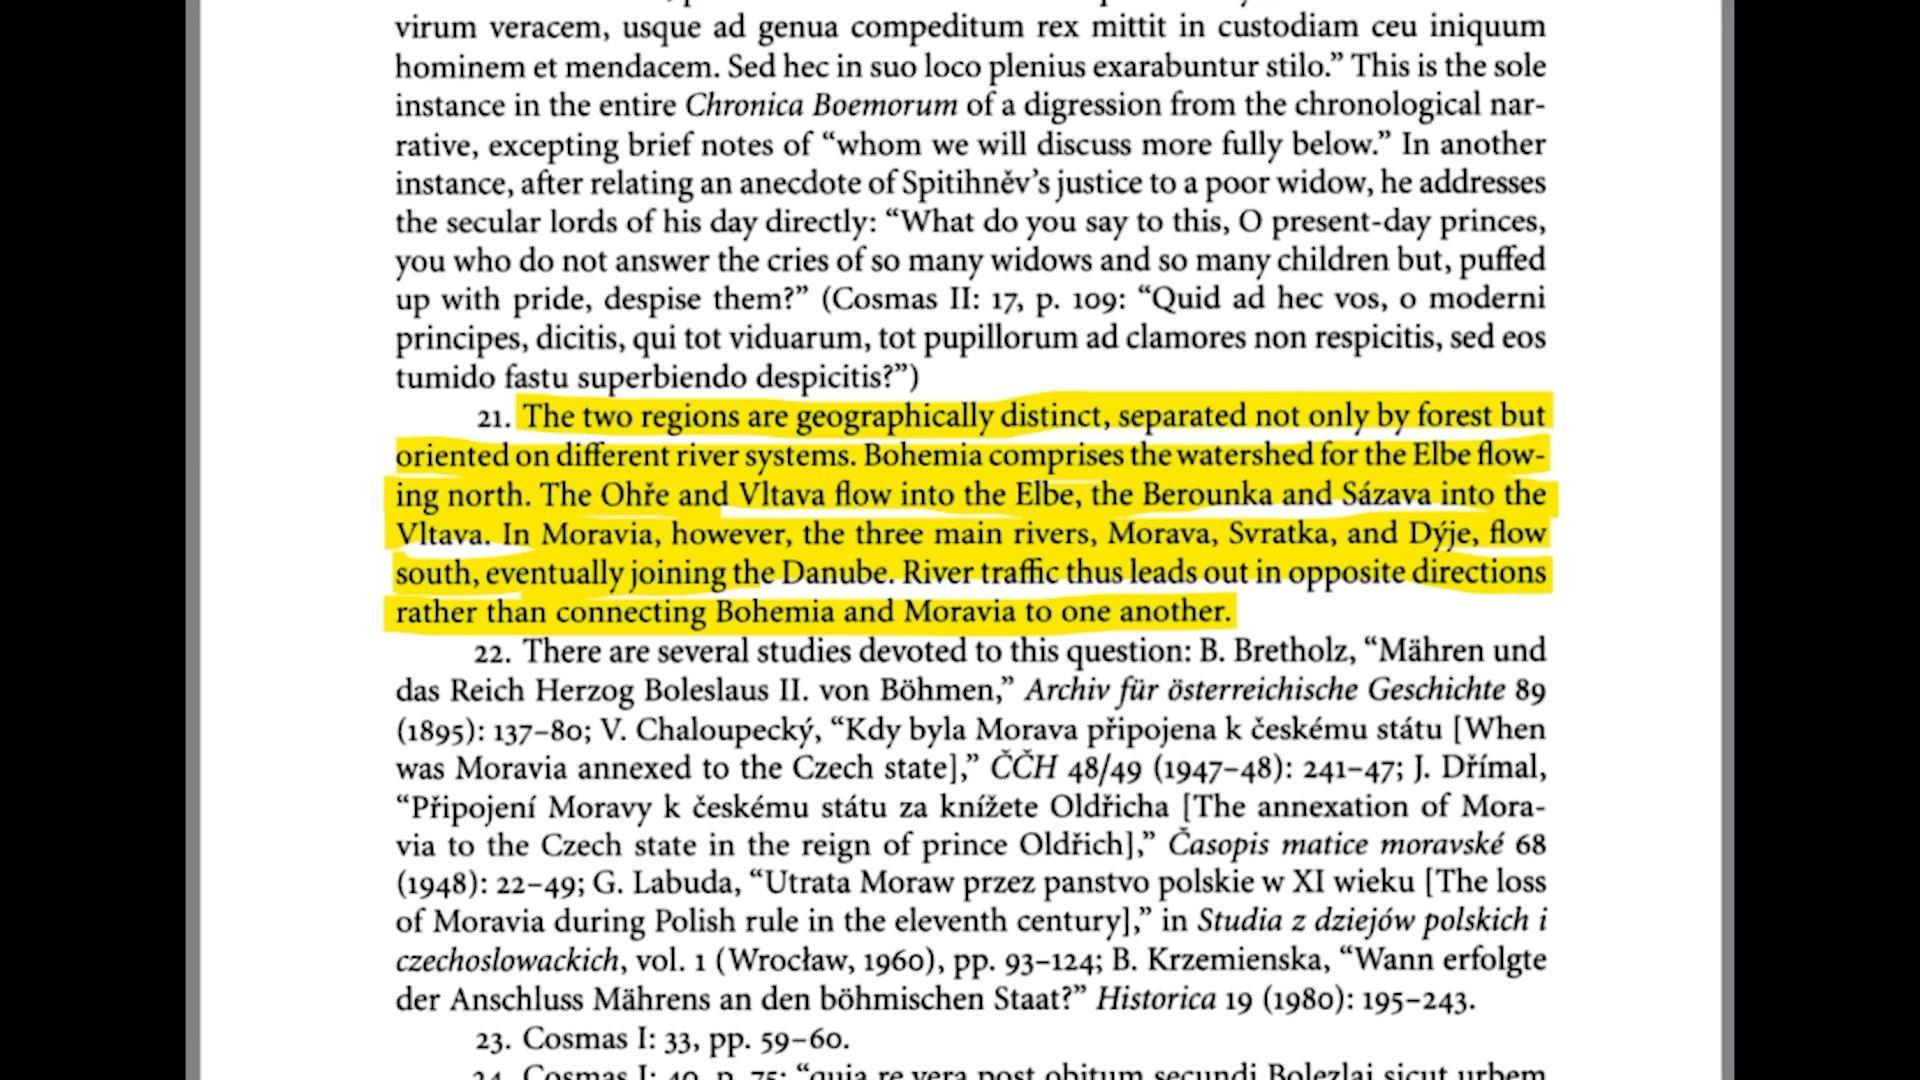 virum veracem, usque ad genua compeditum rex mittit in custodiam ceu iniquum
hominem et mendacem. Sed hec in suo loco plenius exarabuntur stilo.” This is the sole
instance in the entire Chronica Boemorum of a digression from the chronological nar-
rative, excepting brief notes of “whom we will discuss more fully below.” In another
instance, after relating an anecdote of Spitihněv’s justice to a poor widow, he addresses
the secular lords of his day directly: “What do you say to this, O present-day princes,
you who do not answer the cries of so many widows and so many children but, puffed
up with pride, despise them?” (Cosmas II: 17, p. 109: “Quid ad hec vos, o moderni
principes, dicitis, qui tot viduarum, tot pupillorum ad clamores non respicitis, sed eos
tumido fastu superbiendo despicitis?”)
21. The two regions are geographically distinct, separated not only by forest but
oriented on different river systems. Bohemia comprises the watershed for the Elbe flow-
ing north. The Ohře and Vltava flow into the Elbe, the Berounka and Sázava into the
Vltava. In Moravia, however, the three main rivers, Morava, Svratka, and Dýje, flow
south, eventually joining the Danube. River traffic thus leads out in opposite directions
rather than connecting Bohemia and Moravia to one another.
22. There are several studies devoted to this question: B. Bretholz, “Mähren und
das Reich Herzog Boleslaus II. von Böhmen,” Archiv für österreichische Geschichte 89
(1895): 137–80; V. Chaloupecký, “Kdy byla Morava připojena k českému státu [When
was Moravia annexed to the Czech state],” ČČH 48/49 (1947–48): 241–47; J. Dřímal,
“Připojení Moravy k českému státu za knížete Oldřicha [The annexation of Mora-
via to the Czech state in the reign of prince Oldřich],” Časopis matice moravské 68
(1948): 22–49; G. Labuda, “Utrata Moraw przez panstvo polskie w XI wieku [The loss
of Moravia during Polish rule in the eleventh century],” in Studia z dziejów polskich i
czechoslowackich, vol. 1 (Wrocław, 1960), pp. 93–124; B. Krzemienska, “Wann erfolgte
der Anschluss Mährens an den böhmischen Staat?” Historica 19 (1980): 195–243.
23. Cosmas I: 33, pp. 59–60.
24. Cosmas I: 40, p. 75: “quia re vera post obitum secundi Bolezlai sicut urbem